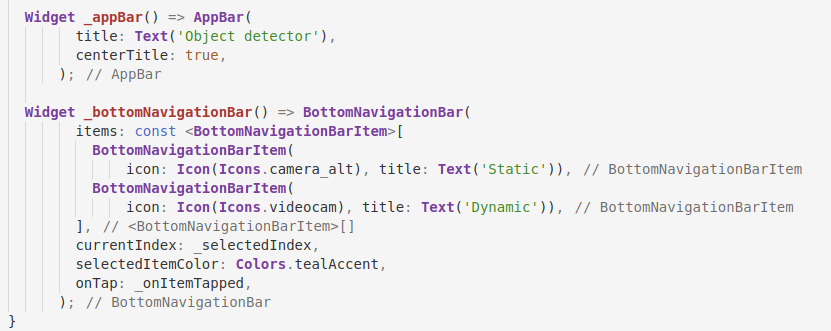 Widget _appBar() => AppBar(
title: Text('Object detector'),
centerTitle: true,
); // AppBar
Widget _bottomNavigationBar() => BottomNavigationBar(
items: const <BottomNavigationBarItem>[
BottomNavigationBarItem(
icon: Icon(Icons.camera_alt), title: Text('Static')), // BottomNavigationBarItem
BottomNavigationBarItem(
icon: Icon(Icons.videocam), title: Text('Dynamic')), // BottomNavigationBarItem
], // <BottomNavigationBarItem>[]
currentIndex: _selectedIndex,
selectedItemColor: Colors.tealAccent,
onTap: _onItemTapped,
); // BottomNavigationBar
}